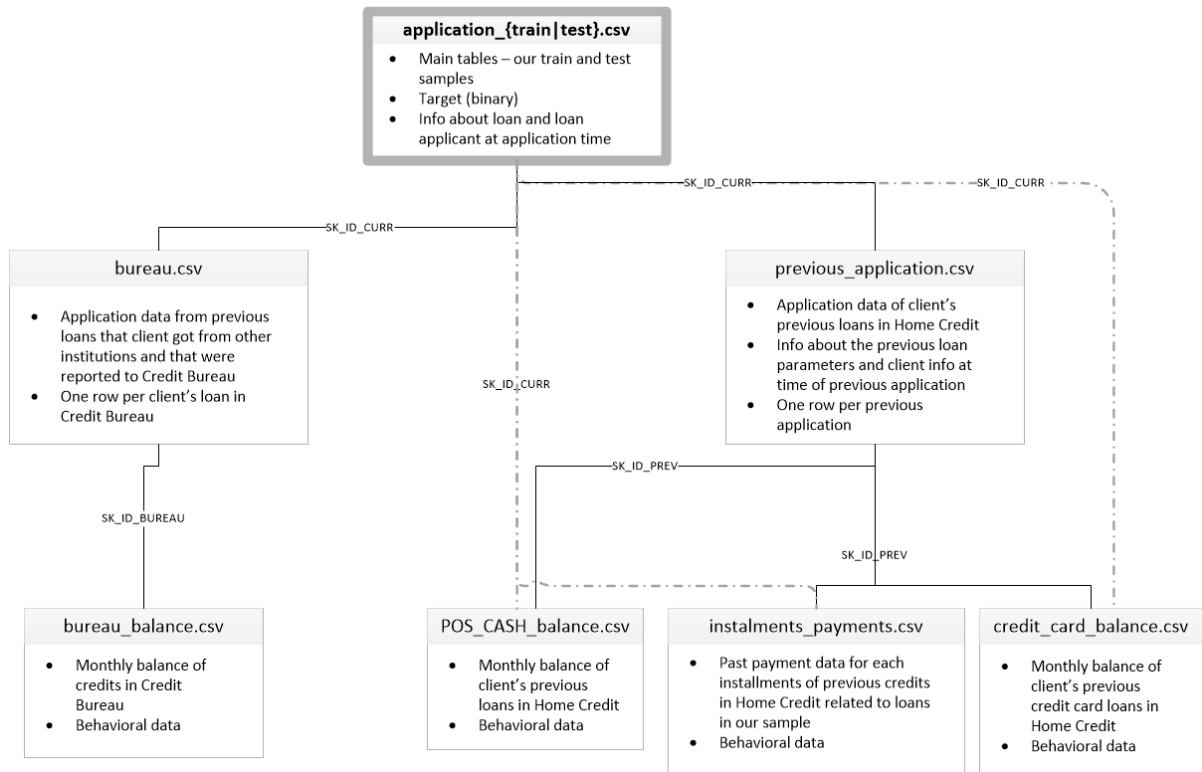 application_{train|test}.csv
• Main tables – our train and test
samples
• Target (binary)
• Info about loan and loan
applicant at application time
SK_ID_CURR
SK_ID_CURR
SK_ID_CURR
bureau.csv
• Application data from previous
loans that client got from other
institutions and that were
reported to Credit Bureau
• One row per client's loan in
Credit Bureau
previous_application.csv
• Application data of client's
previous loans in Home Credit
• Info about the previous loan
parameters and client info at
time of previous application
• One row per previous
application
SK_ID_CURR
SK_ID_PREV
SK_ID_BUREAU
SK_ID_PREV
bureau_balance.csv
• Monthly balance of
credits in Credit
Bureau
• Behavioral data
POS_CASH_balance.csv
• Monthly balance of
client's previous
loans in Home Credit
• Behavioral data
instalments_payments.csv
• Past payment data for each
installments of previous credits
in Home Credit related to loans
in our sample
• Behavioral data
credit_card_balance.csv
• Monthly balance of
client's previous
credit card loans in
Home Credit
• Behavioral data